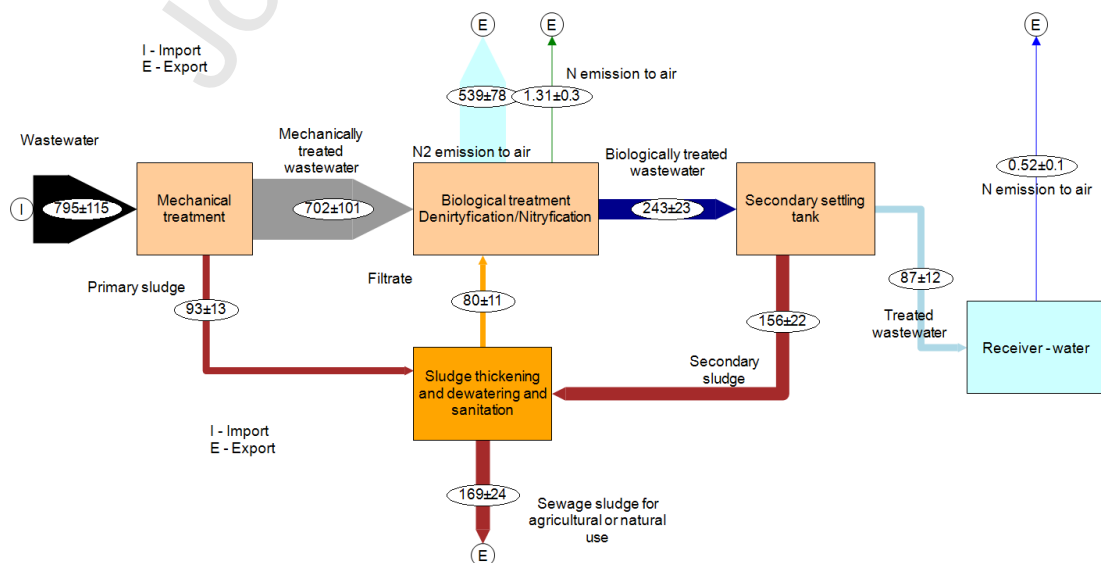 Jo
I - Import
E - Export
E
E
E
N emission to air
539±78
1.31±0.3
Wastewater
Mechanically
treated
wastewater
N2 emission to air
Biologically treated
wastewater
0.52±0.1
N emission to air
I
795±115
Mechanical
treatment
702±101
Biological treatment
Denirtyfication/Nitryfication
243±23
Secondary settling
tank
Primary sludge
93±13
Filtrate
80±11
156±22
87±12
Treated
wastewater
Receiver - water
Sludge thickening
and dewatering and
sanitation
Secondary
sludge
I - Import
E - Export
169±24
Sewage sludge for
agricultural or natural
use
E